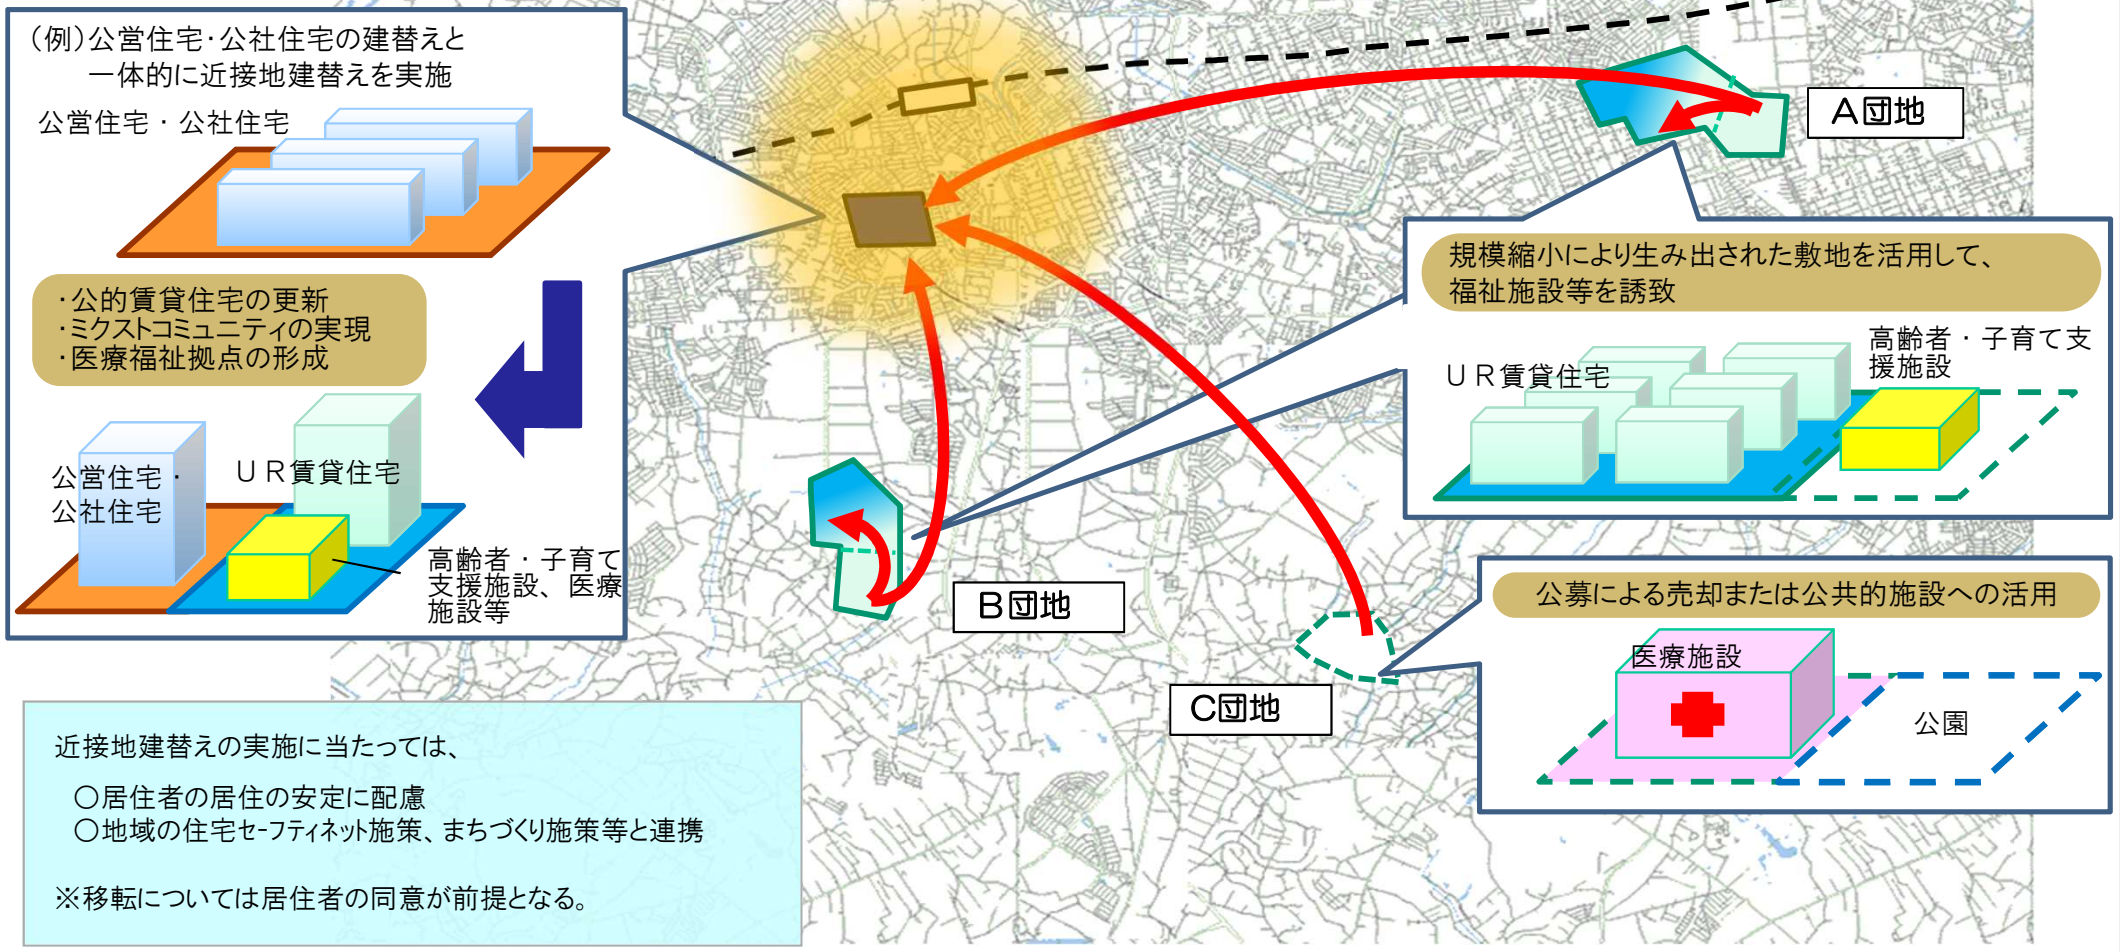 （例）公営住宅・公社住宅の建替えと
一体的に近接地建替えを実施
公営住宅・公社住宅
・公的賃貸住宅の更新
・ミクストコミュニティの実現
・医療福祉拠点の形成
公営住宅・
公社住宅
ＵＲ賃貸住宅
高齢者・子育て
支援施設、医療
施設等
A団地
規模縮小により生み出された敷地を活用して、
福祉施設等を誘致
ＵＲ賃貸住宅
高齢者・子育て支
援施設
B団地
C団地
公募による売却または公共的施設への活用
医療施設
公園
近接地建替えの実施に当たっては、
○居住者の居住の安定に配慮
○地域の住宅セーフティネット施策、まちづくり施策等と連携
※移転については居住者の同意が前提となる。